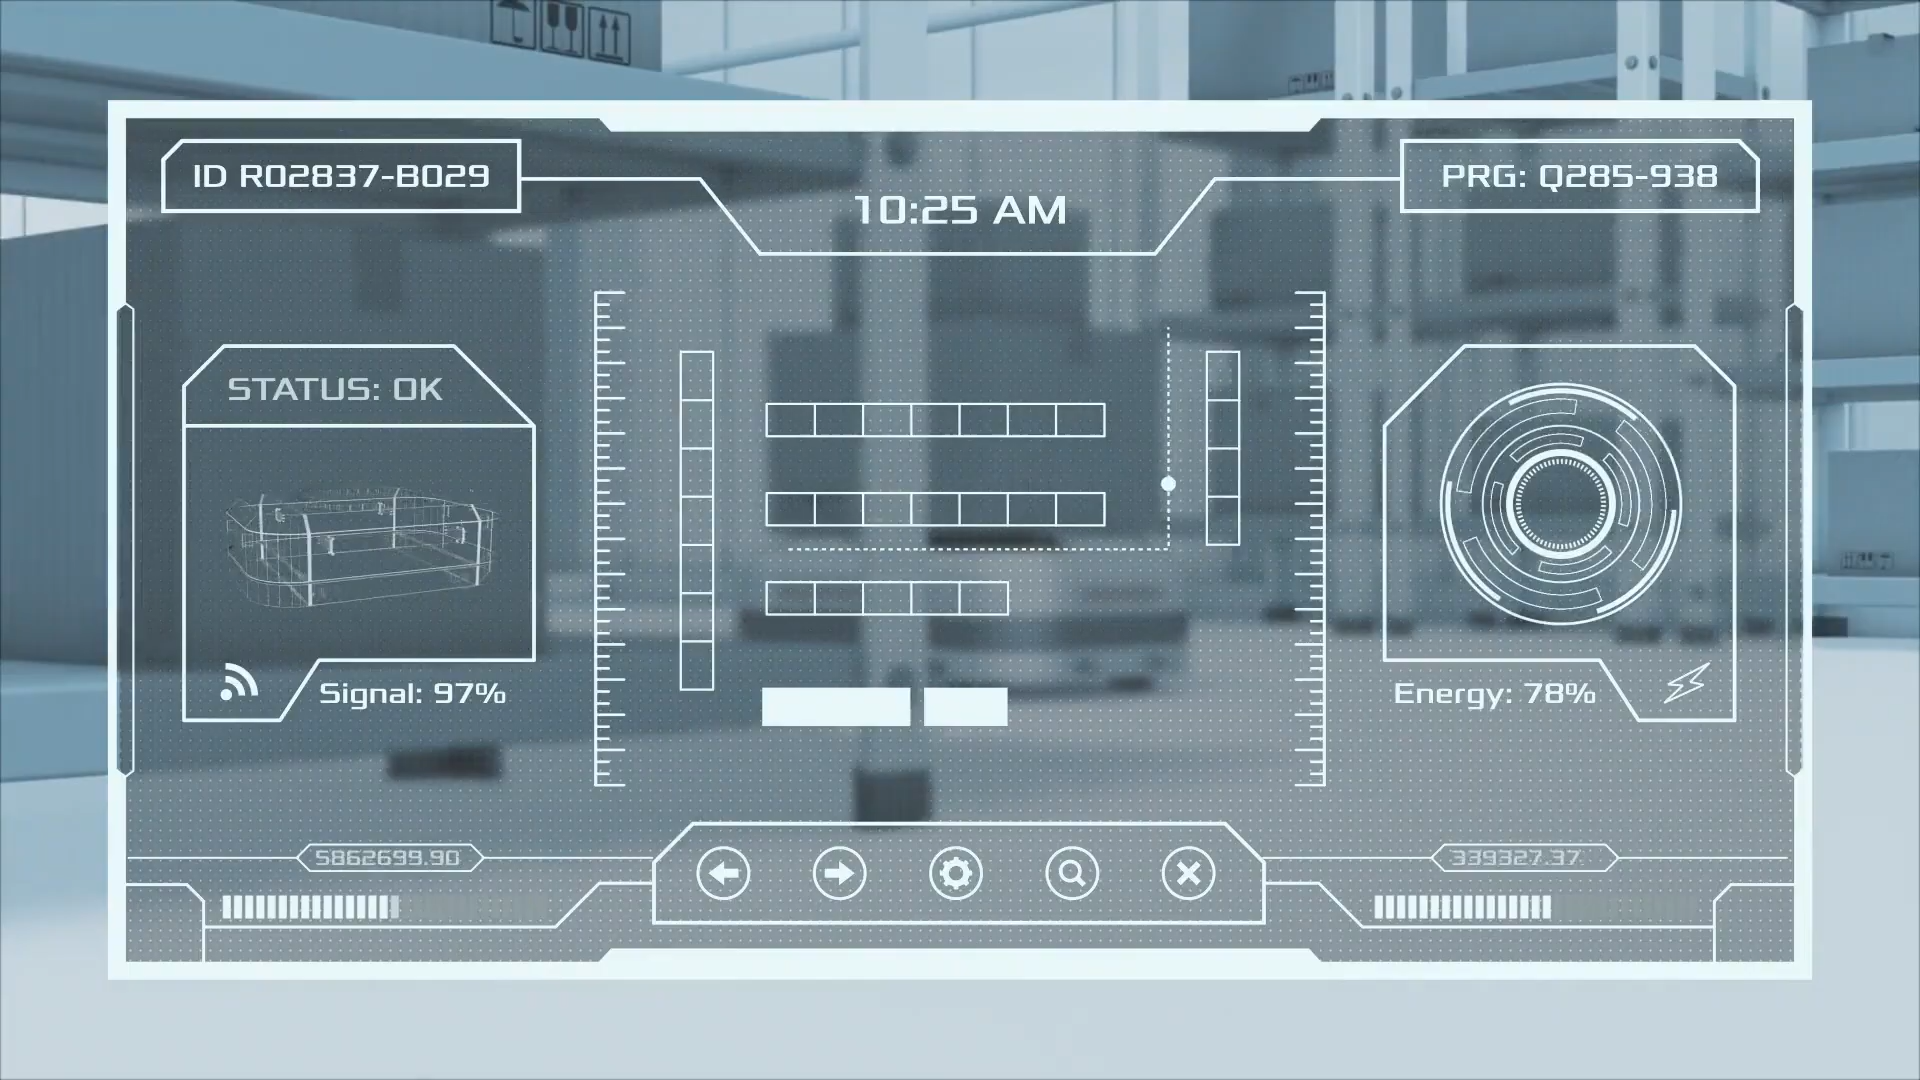 ID R02837-B029
10:25 AM
PRG: Q285-938
STATUS: OK
Signal: 97%
Energy: 78%
5862699.90
339327.37